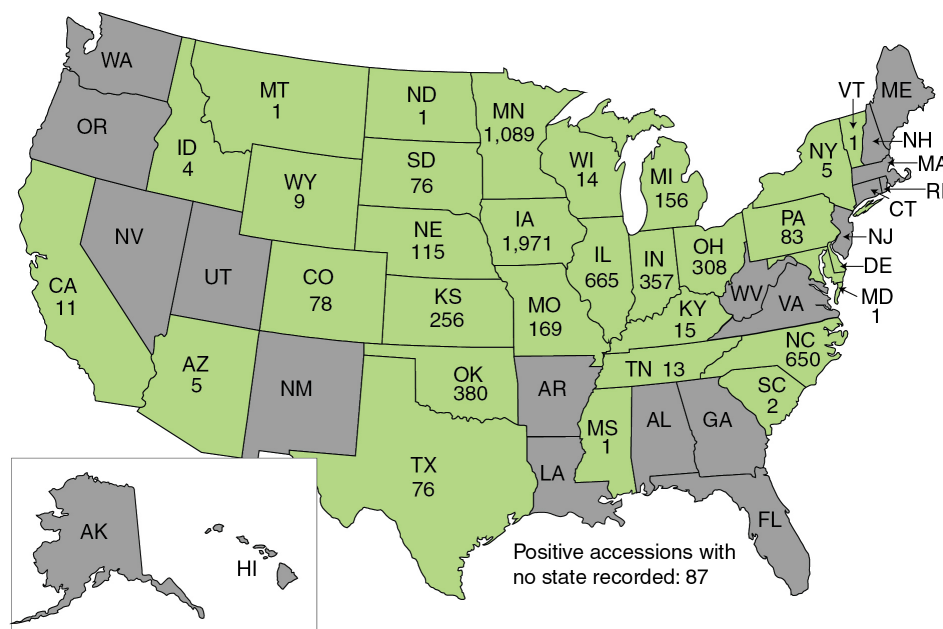 WA
OR
MT
1
ID
4
WY
9
ND
1
SD
76
NE
115
KS
256
MN
1,089
WI
14
MI
156
IA
1,971
IL
665
IN
357
OH
308
MO
169
KY
15
TN 13
NC
650
SC
2
MS
1
PA
83
NY
5
VT
1
ME
NH
MA
RI
CT
NJ
DE
MD
1
WV
VA
NV
UT
CO
78
CA
11
AZ
5
NM
OK
380
TX
76
AR
LA
AL
GA
FL
AK
HI
Positive accessions with
no state recorded: 87